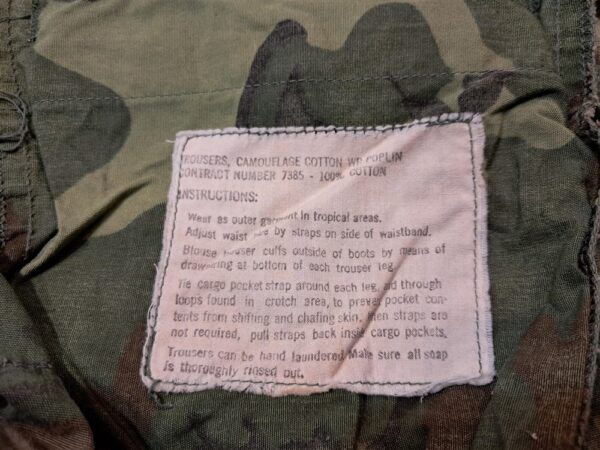 TROUSERS, CAMOUFLAGE COTTON WR POPLIN
CONTRACT NUMBER 7385 - 100% COTTON
INSTRUCTIONS:
Wear as outer garment in tropical areas.
Adjust waist by straps on side of waistband.
Blouse trouser cuffs outside of boots by means of
drawstring at bottom of each trouser leg.
Tie cargo pocket strap around each leg, and through
loops found in crotch area, to prevent pocket con-
tents from shifting and chafing skin. When straps are
not required, pull straps back inside cargo pockets.
Trousers can be hand laundered Make sure all soap
is thoroughly rinsed out.